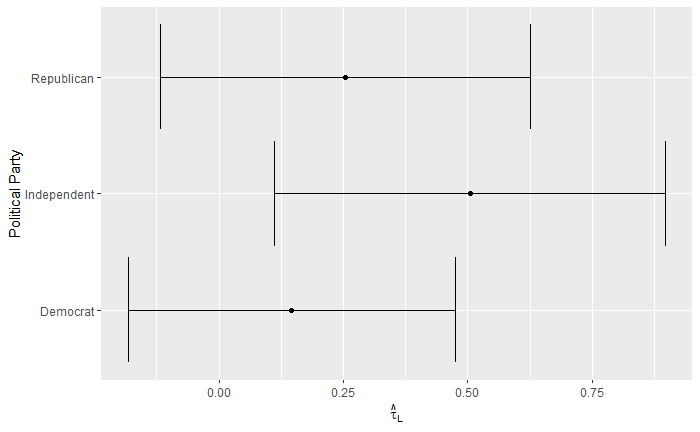 Political Party
Republican
Independent
Democrat
0.00 0.25 0.50 0.75
τ̂L